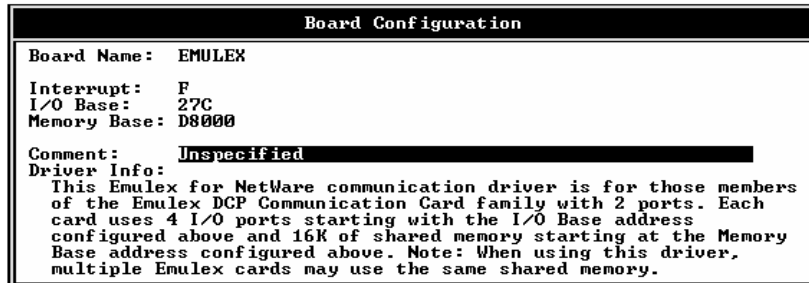 Board Configuration
Board Name: EMULEX
Interrupt: F
I/O Base: 27C
Memory Base: D8000
Comment: Unspecified
Driver Info:
This Emulex for NetWare communication driver is for those members
of the Emulex DCP Communication Card family with 2 ports. Each
card uses 4 I/O ports starting with the I/O Base address
configured above and 16K of shared memory starting at the Memory
Base address configured above. Note: When using this driver,
multiple Emulex cards may use the same shared memory.